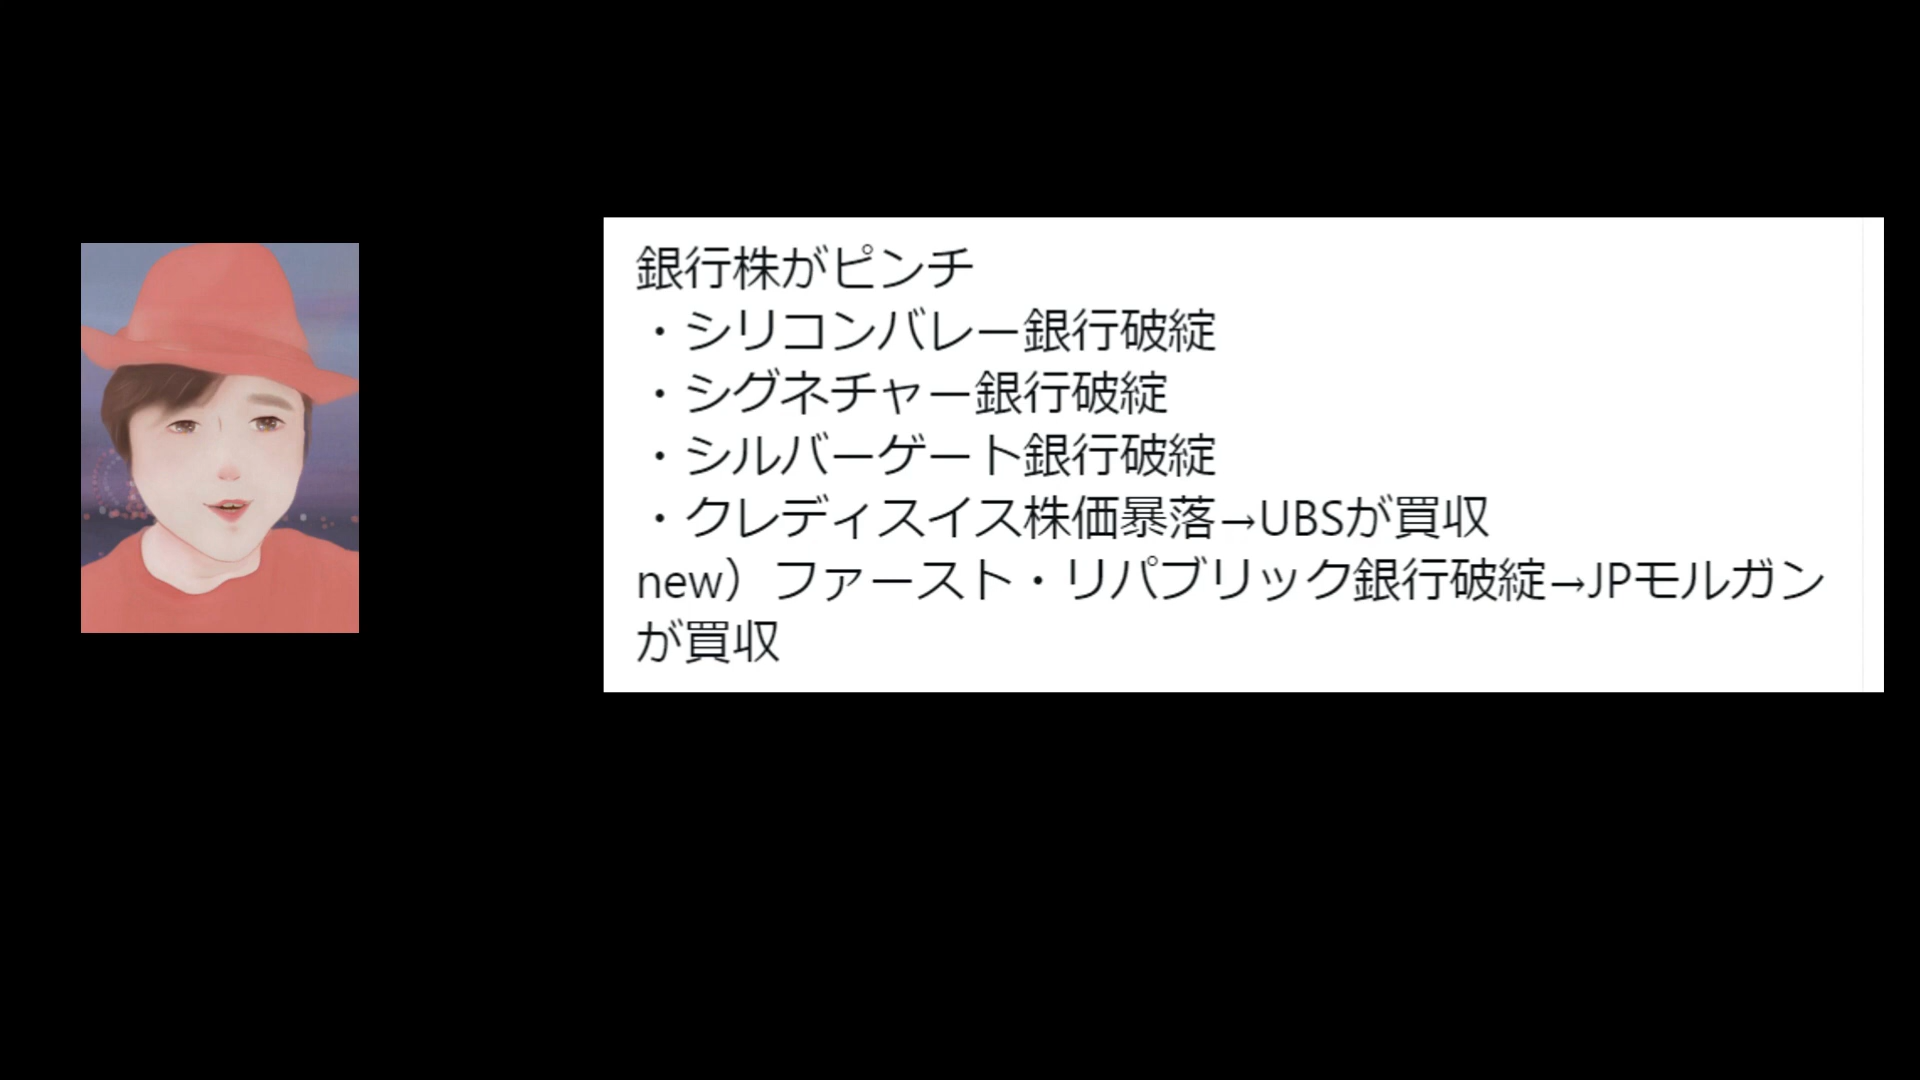 銀行株がピンチ
・シリコンバレー銀行破綻
・シグネチャー銀行破綻
・シルバーゲート銀行破綻
・クレディスイス株価暴落→UBSが買収
new）ファースト・リパブリック銀行破綻→JPモルガン
が買収